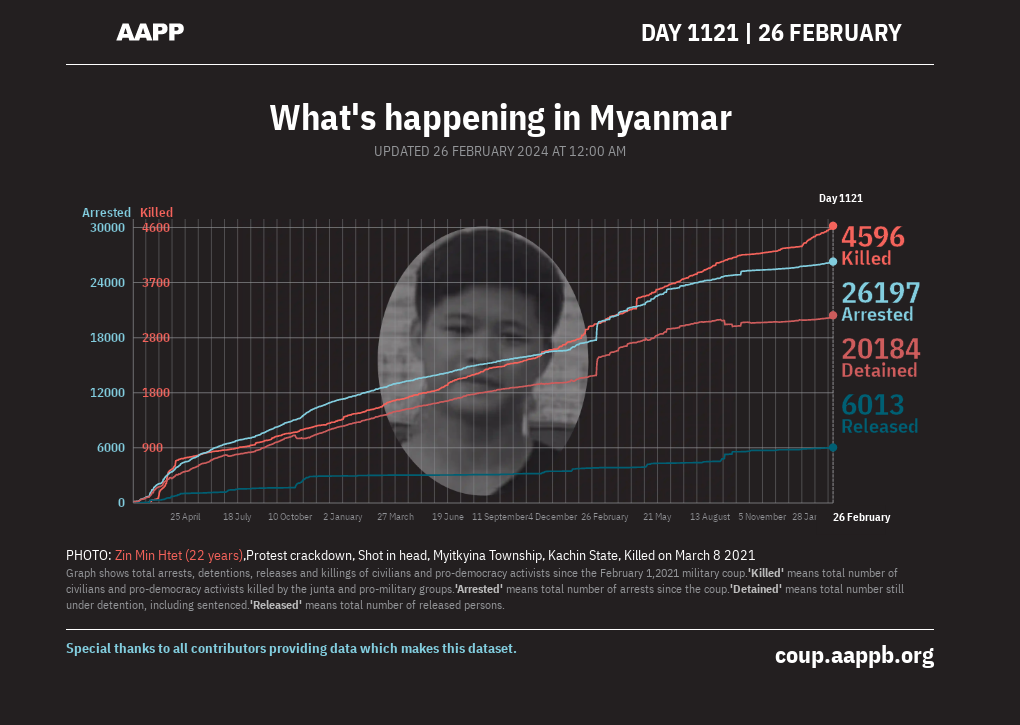 AAPP
DAY 1121 | 26 FEBRUARY
What's happening in Myanmar
UPDATED 26 FEBRUARY 2024 AT 12:00 AM
Day 1121
Arrested Killed
30000 4600
24000 3700
18000 2800
12000 1800
6000 900
0
4596
Killed
26197
Arrested
20184
Detained
6013
Released
25 April 18 July 10 October 2 January 27 March 19 June 11 September 4 December 26 February 21 May 13 August 5 November 28 Jar 26 February
PHOTO: Zin Min Htet (22 years),Protest crackdown, Shot in head, Myitkyina Township, Kachin State, Killed on March 8 2021
Graph shows total arrests, detentions, releases and killings of civilians and pro-democracy activists since the February 1,2021 military coup.'Killed' means total number of
civilians and pro-democracy activists killed by the junta and pro-military groups.'Arrested' means total number of arrests since the coup.'Detained' means total number still
under detention, including sentenced.'Released' means total number of released persons.
Special thanks to all contributors providing data which makes this dataset.
coup.aappb.org